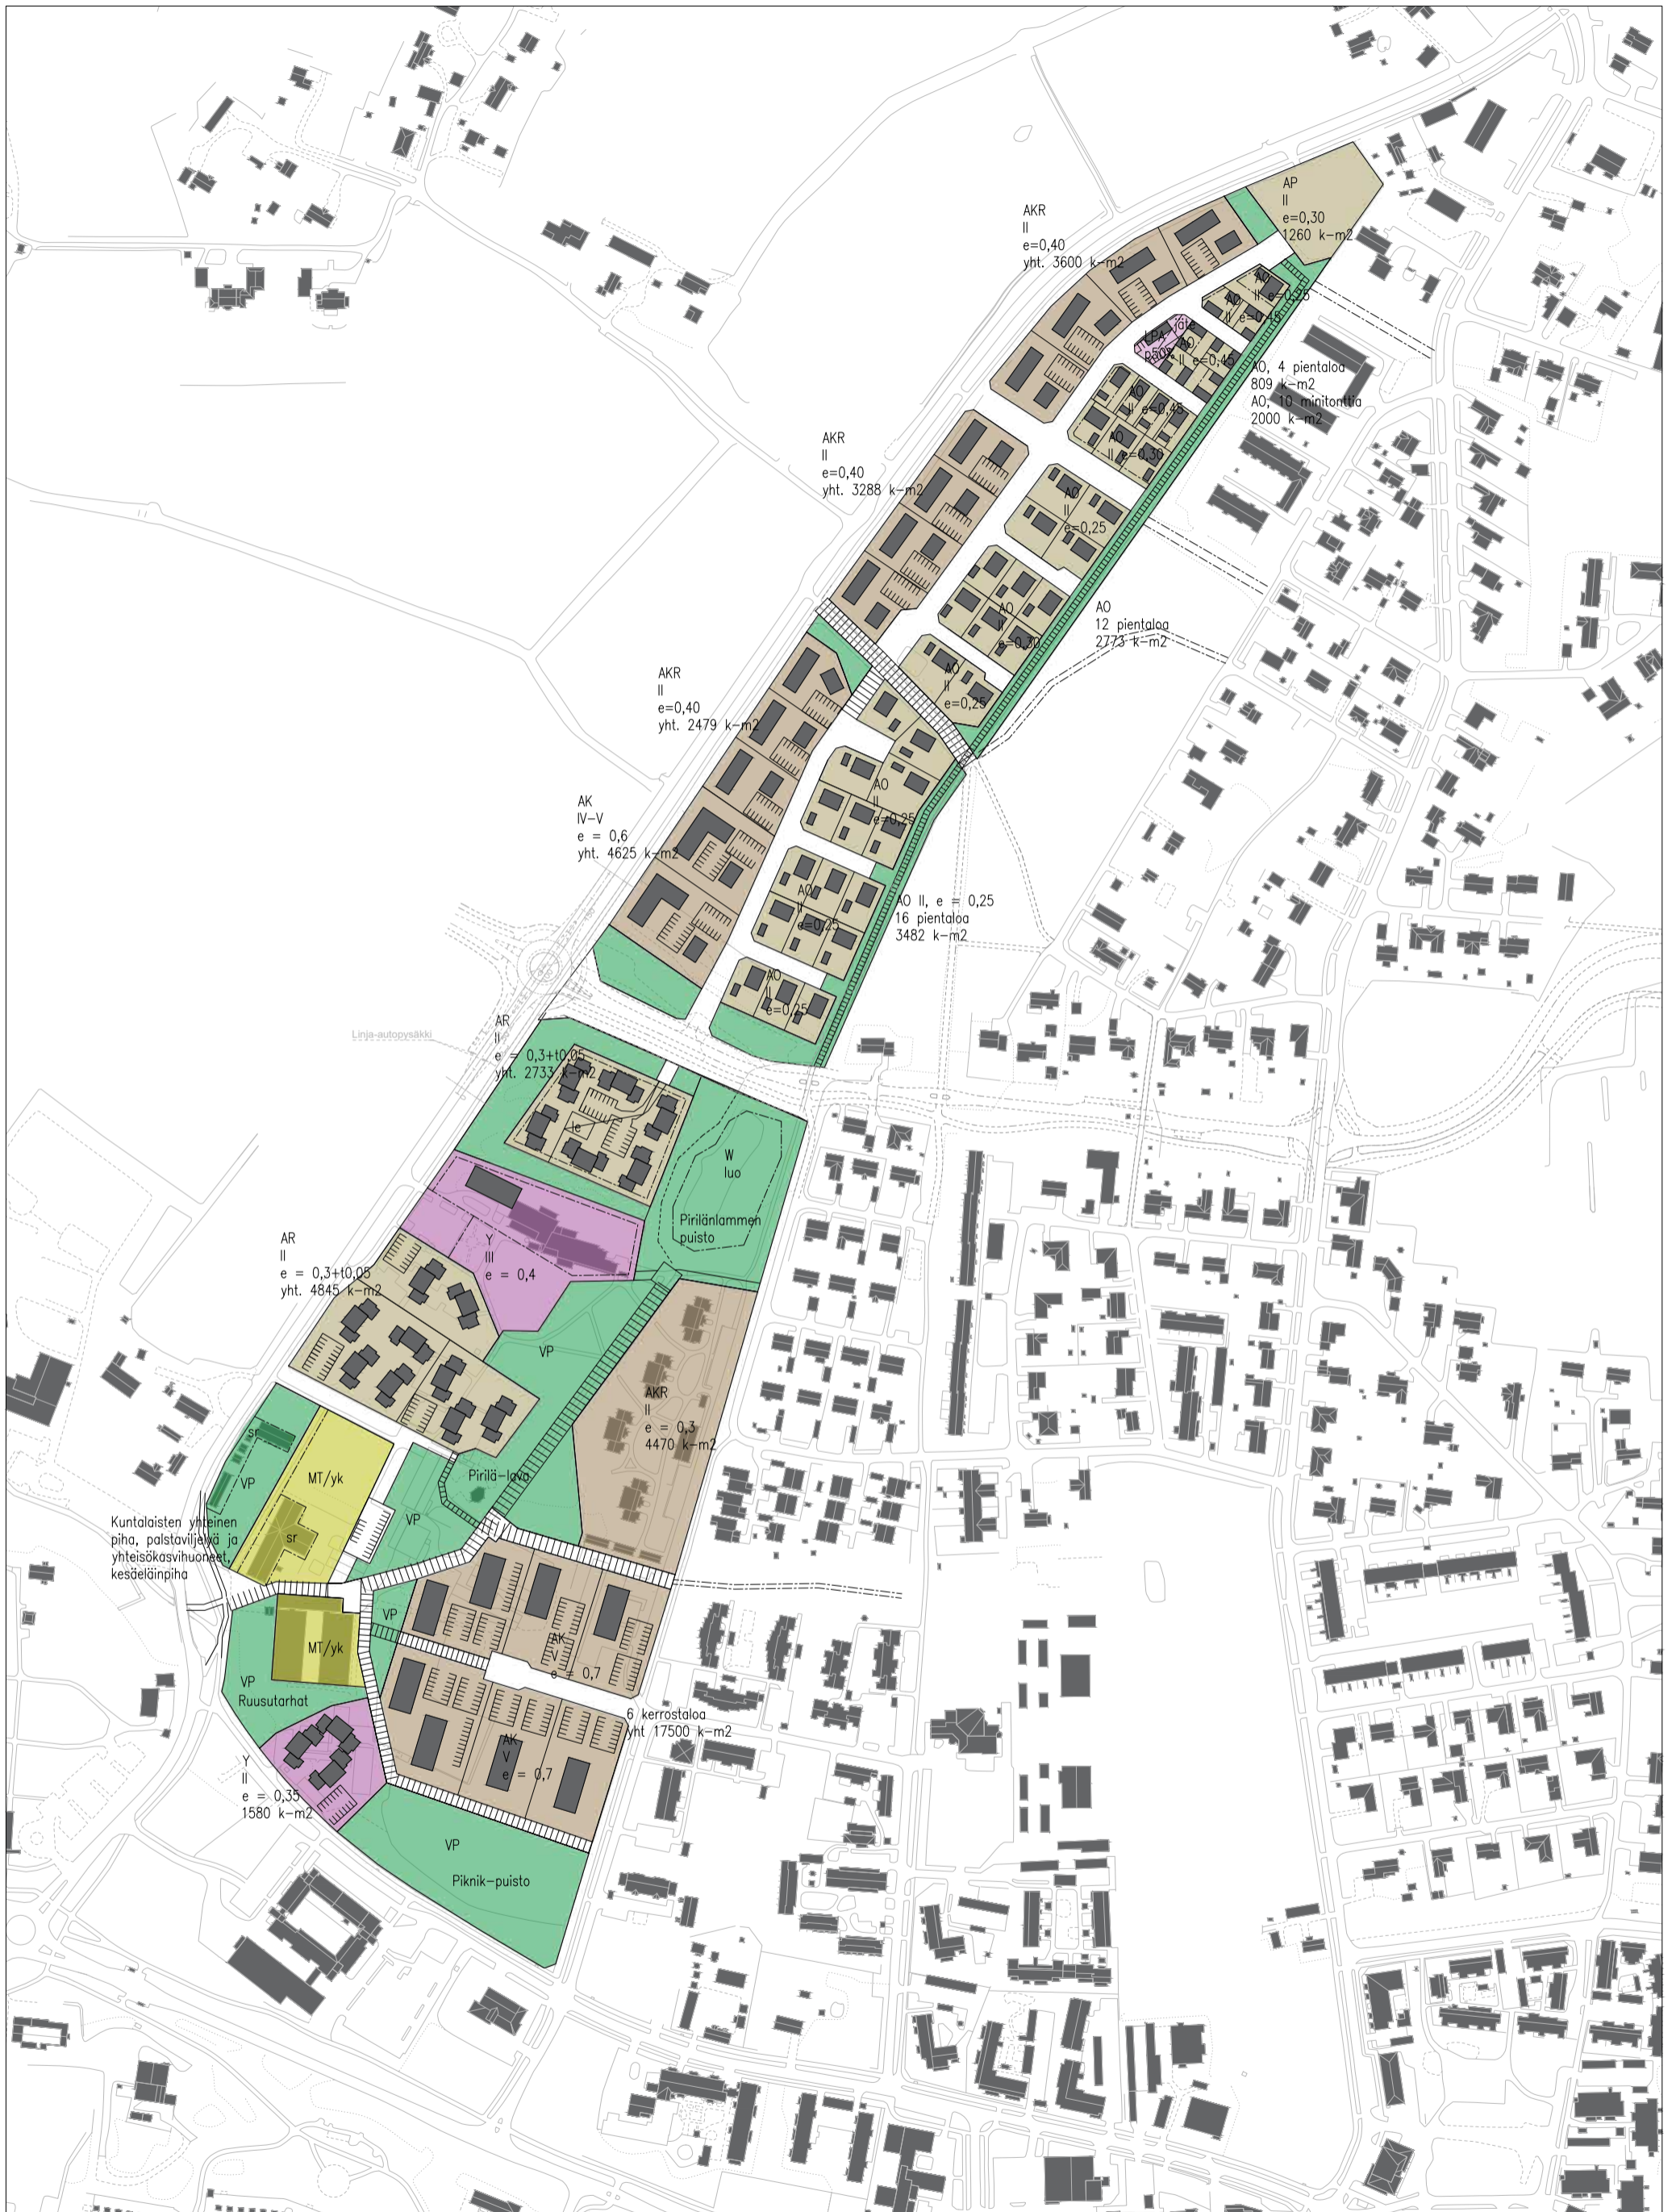 AP
II
e=0,30
1260 k-m2
AKR
II
e=0,40
yht. 3600 k-m2
AO
II e=0,25
AO
II e=0,45
LPA jäte
p50%
AO
II e=0,45
AO, 4 pientaloa
809 k-m2
AO, 10 minitonttia
2000 k-m2
AO
II e=0,45
AO
II e=0,30
AKR
II
e=0,40
yht. 3288 k-m2
AO
II
e=0,25
AO
II
e=0,30
AO
12 pientaloa
2773 k-m2
AO
II
e=0,25
AKR
II
e=0,40
yht. 2479 k-m2
AO
II
e=0,25
AK
IV-V
e = 0,6
yht. 4625 k-m2
AO
II
e=0,25
AO II, e = 0,25
16 pientaloa
3482 k-m2
AO
II
e=0,25
Linja-autopysäkki
AR
II
e = 0,3+t0,05
yht. 2733 k-m2
le
W
luo
Pirilänlammen
puisto
Y
III
e = 0,4
AR
II
e = 0,3+t0,05
yht. 4845 k-m2
VP
AKR
II
e = 0,3
4470 k-m2
sr
VP
MT/yk
Pirilä-lava
VP
sr
Kuntalaisten yhteinen
piha, palstaviljelyä ja
yhteisökasvihuoneet,
kesäeläinpiha
VP
MT/yk
AK
V
e = 0,7
VP
Ruusutarhat
6 kerrostaloa
yht 17500 k-m2
AK
V
e = 0,7
Y
II
e = 0,35
1580 k-m2
VP
Piknik-puisto